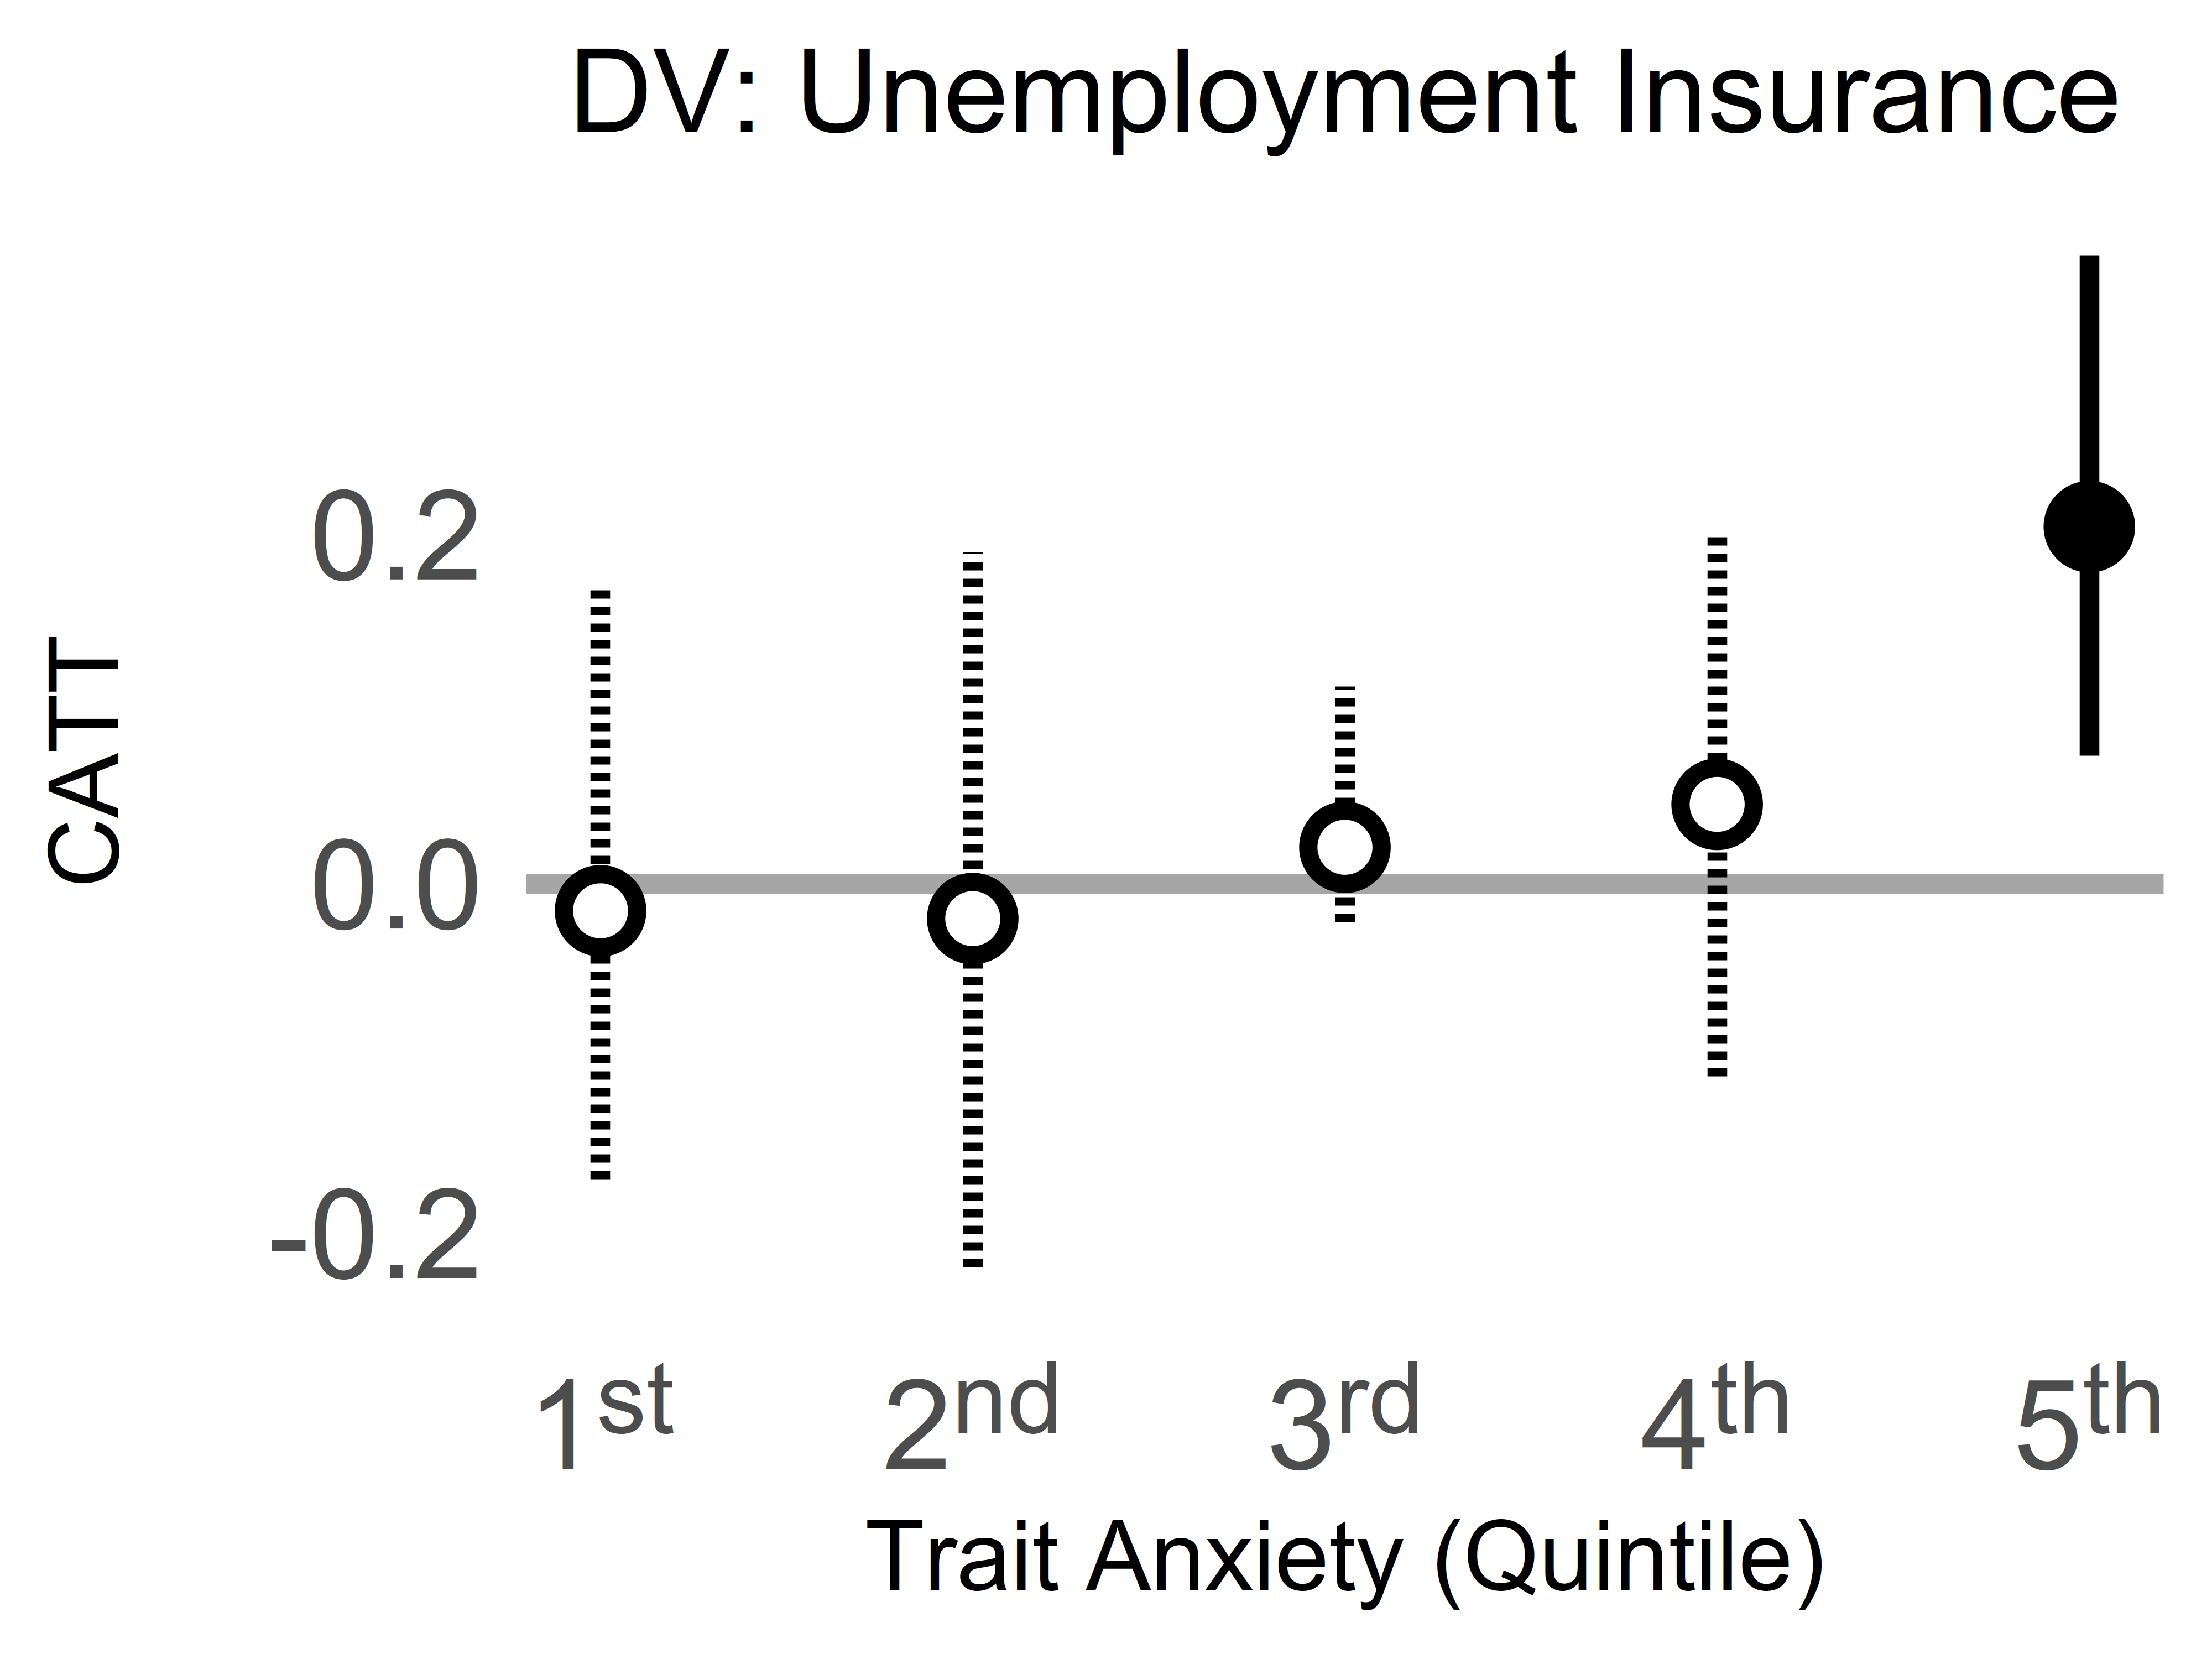 DV: Unemployment Insurance
CATT
0.2
0.0
-0.2
1st 2nd 3rd 4th 5th
Trait Anxiety (Quintile)